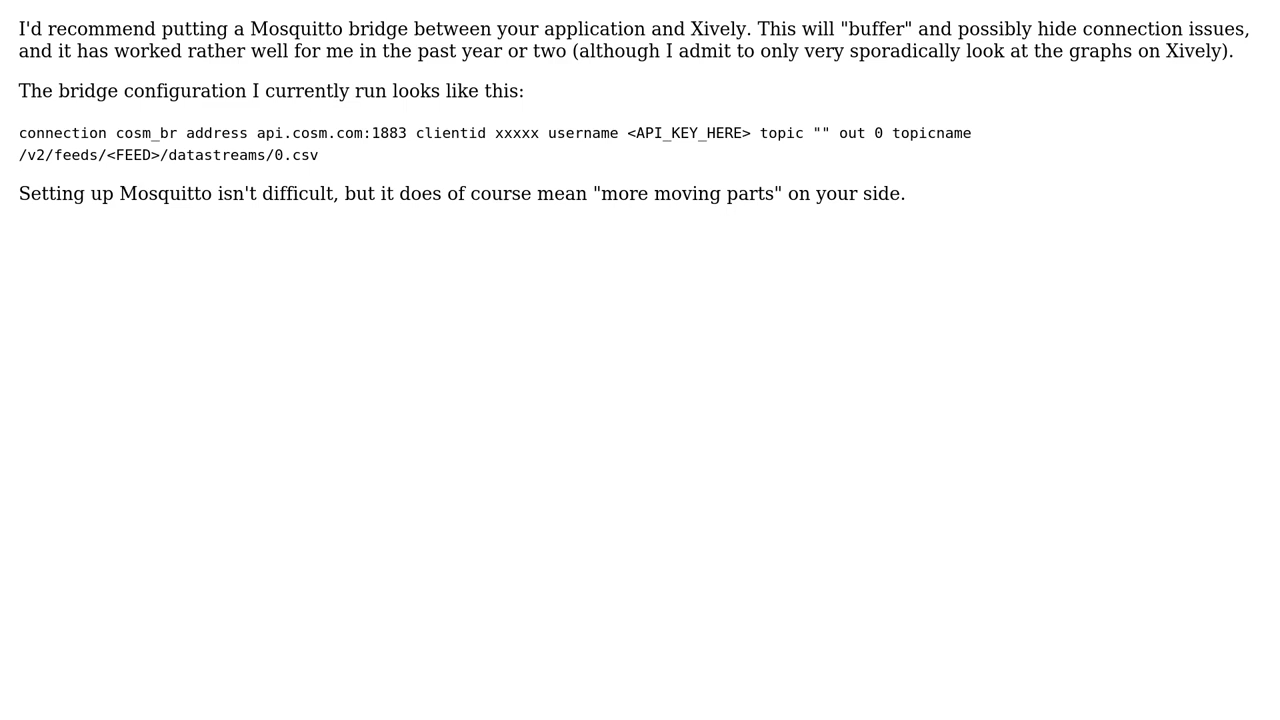 I'd recommend putting a Mosquitto bridge between your application and Xively. This will "buffer" and possibly hide connection issues,
and it has worked rather well for me in the past year or two (although I admit to only very sporadically look at the graphs on Xively).
The bridge configuration I currently run looks like this:
connection cosm_br address api.cosm.com:1883 clientid xxxxx username <API_KEY_HERE> topic "" out 0 topicname
/v2/feeds/<FEED>/datastreams/0.csv
Setting up Mosquitto isn't difficult, but it does of course mean "more moving parts" on your side.